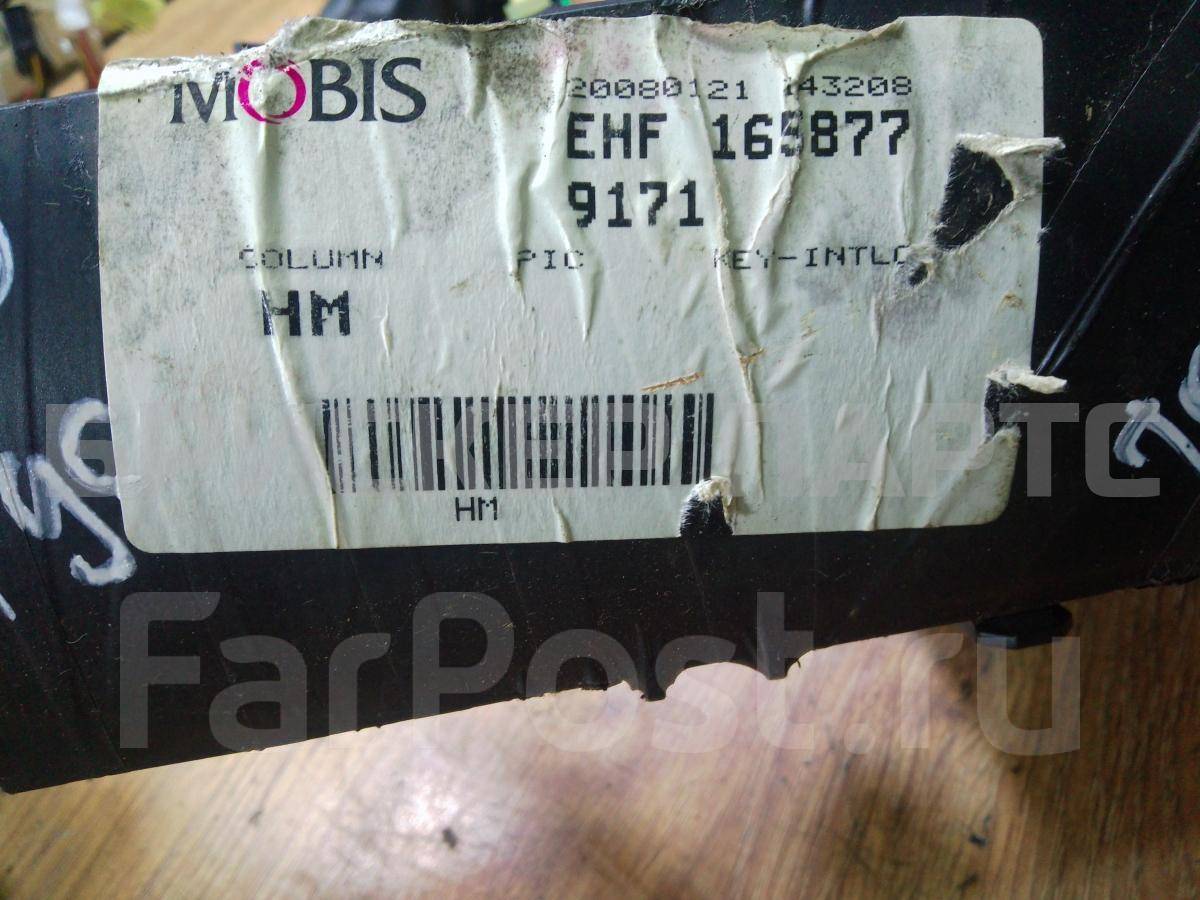 MOBIS
20080121 143208
EHF 165877
9171
COLUMN PIC KEY-INTLC
HM
HM
FarPost.ru